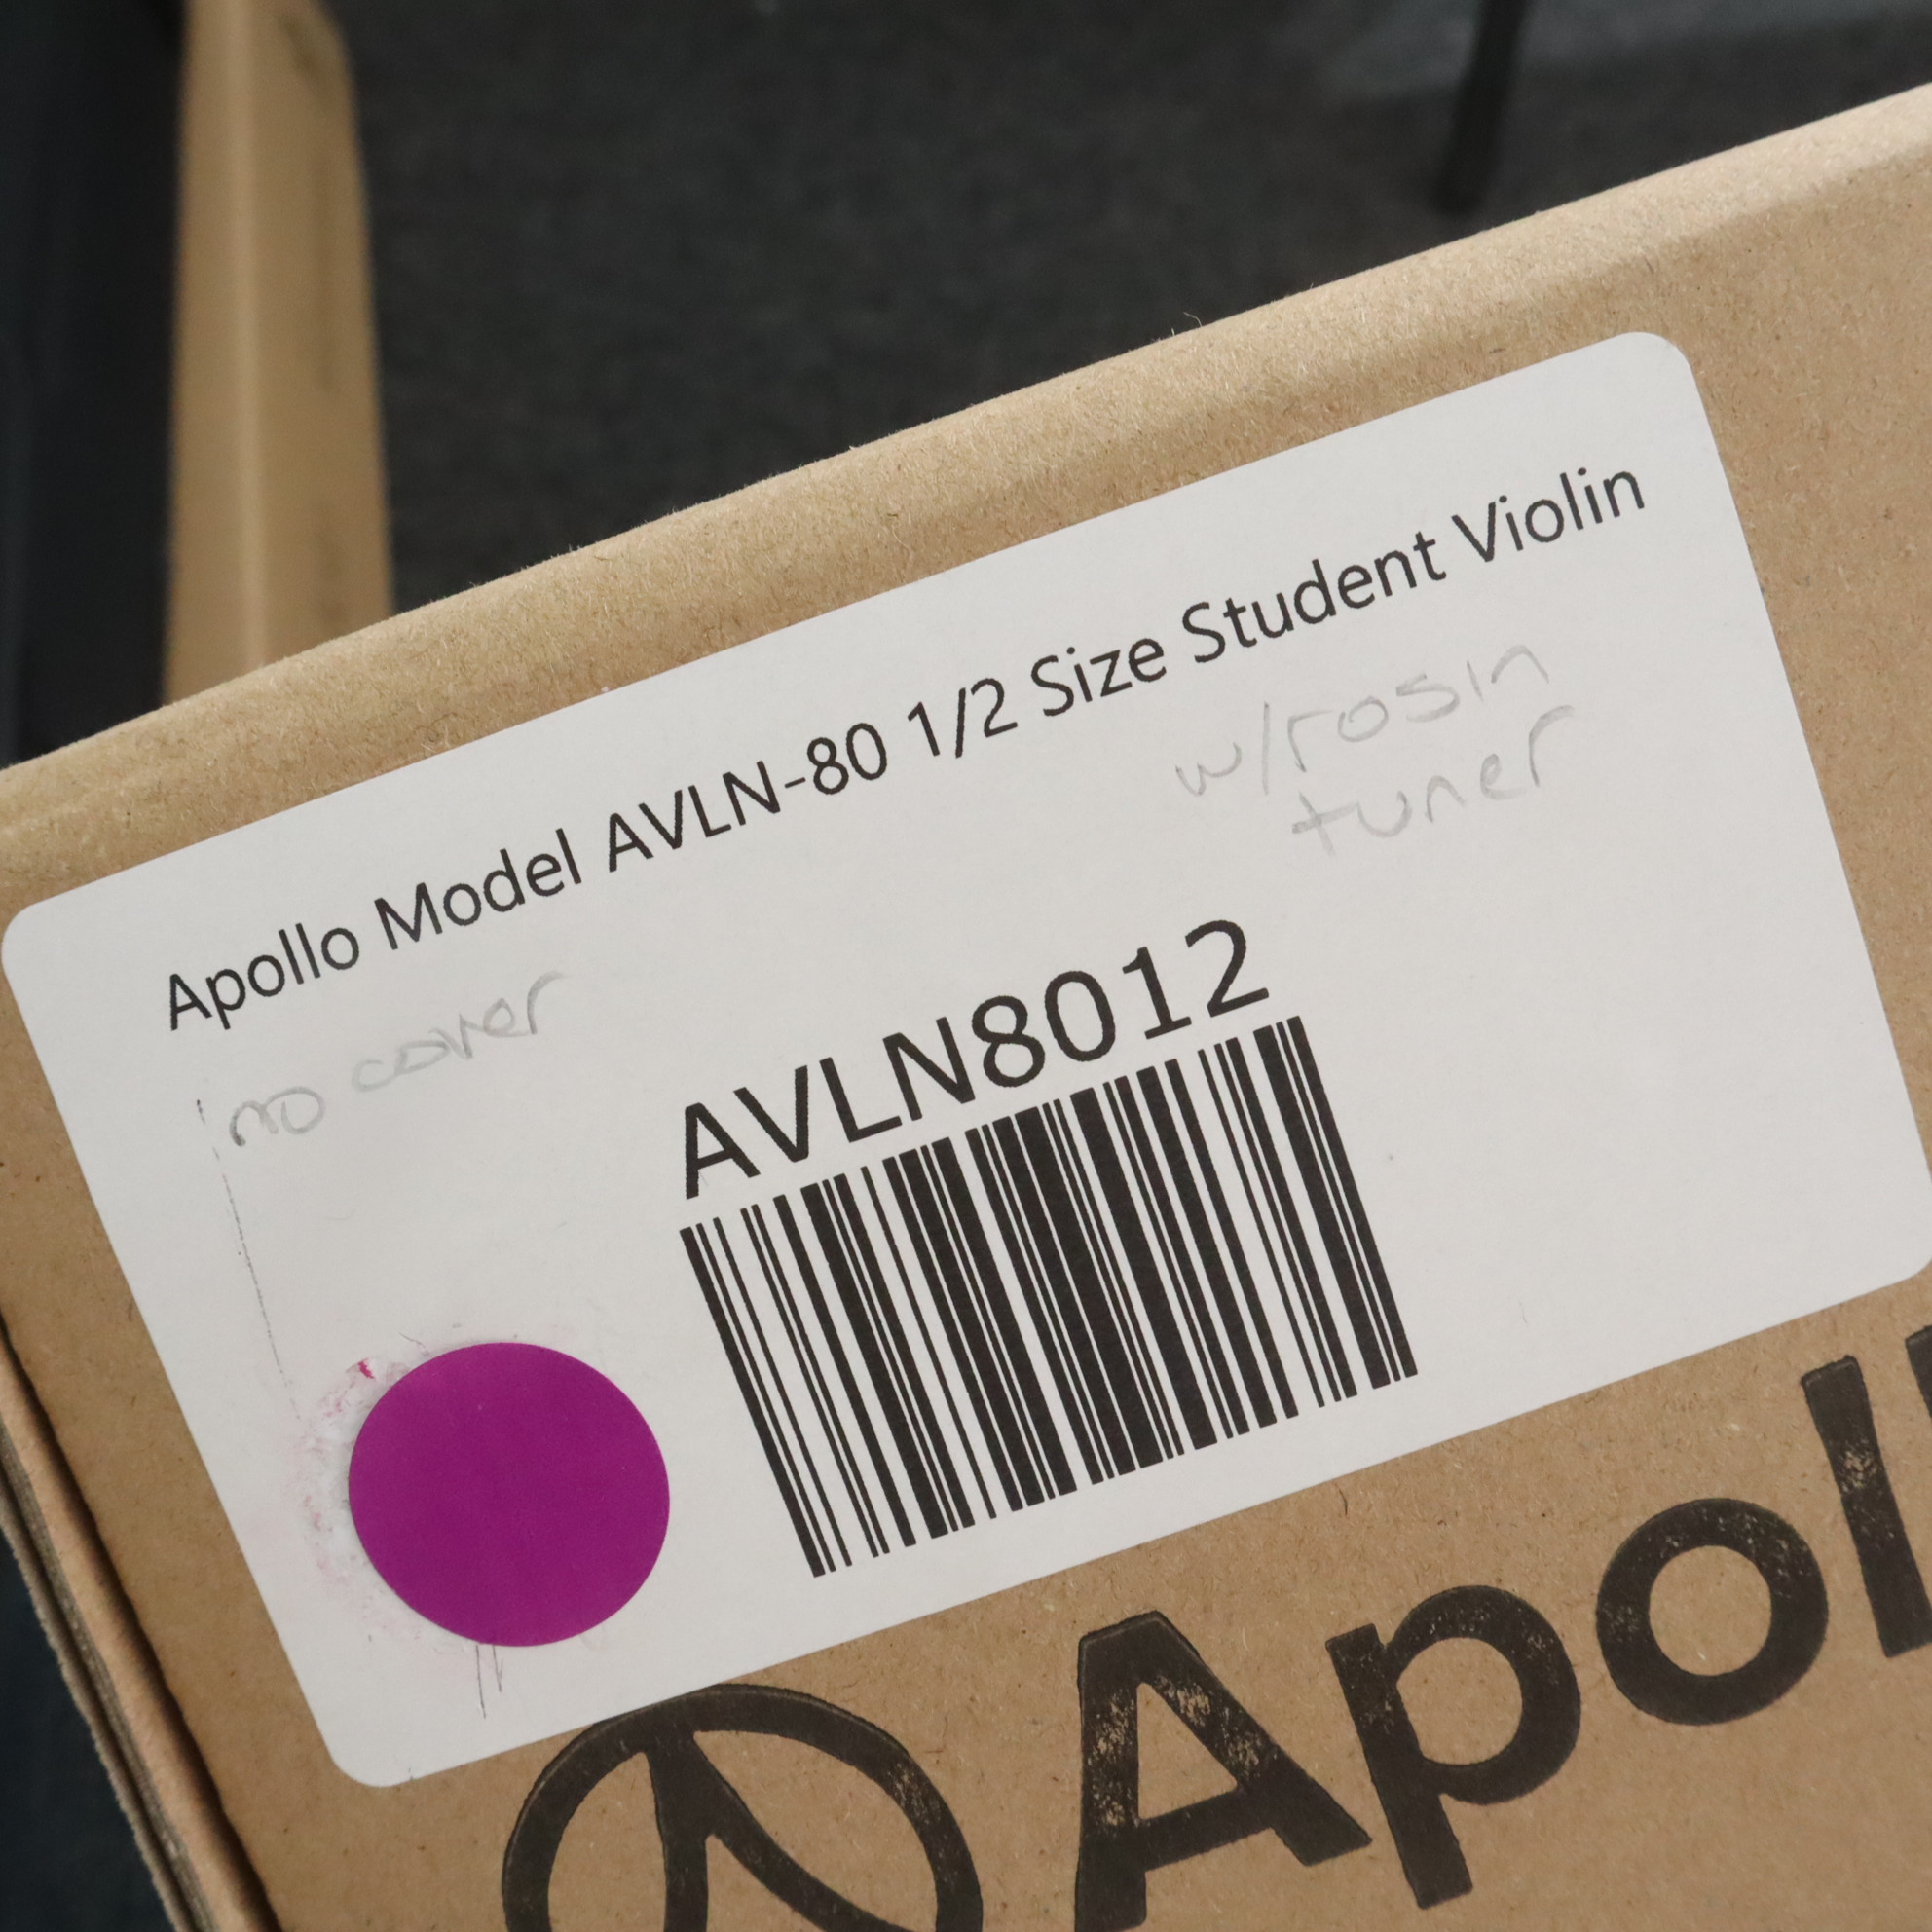 Apollo Model AVLN-80 1/2 Size Student Violin
w/rosin
tuner
no cover
AVLN8012
Apoll